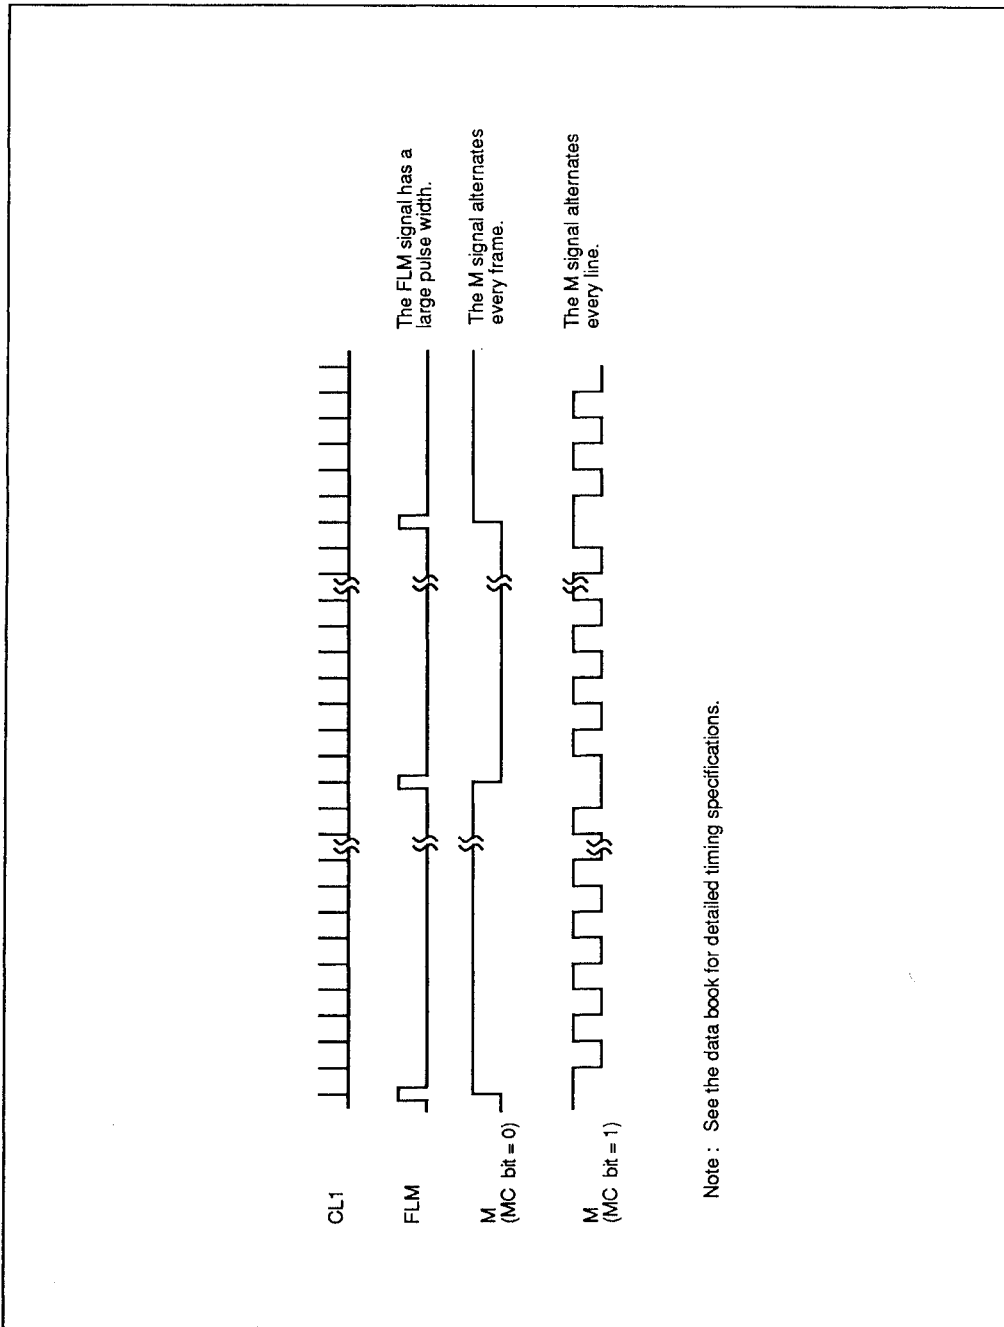 CL1
FLM
The FLM signal has a
large pulse width.
M
(MC bit = 0)
The M signal alternates
every frame.
M
(MC bit = 1)
The M signal alternates
every line.
Note : See the data book for detailed timing specifications.